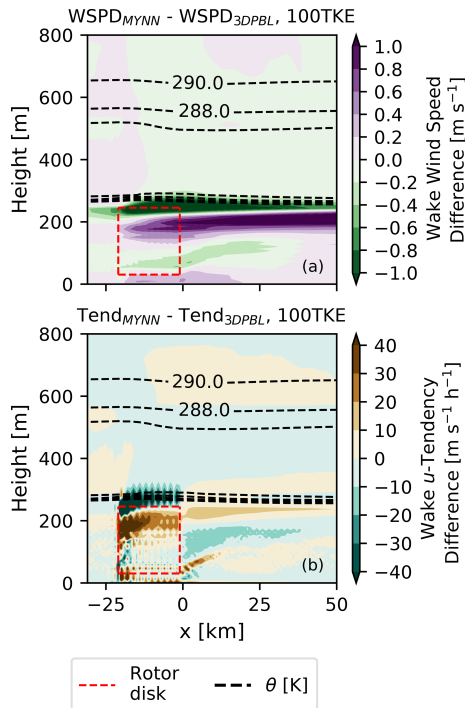 WSPD_MYNN - WSPD_3DPBL, 100TKE
800
600
400
200
0
Height [m]
290.0
288.0
(a)
1.0
0.8
0.6
0.4
0.2
0.0
−0.2
−0.4
−0.6
−0.8
−1.0
Wake Wind Speed
Difference [m s⁻¹]
Tend_MYNN - Tend_3DPBL, 100TKE
800
600
400
200
0
Height [m]
290.0
288.0
(b)
−25
0
25
50
x [km]
40
30
20
10
0
−10
−20
−30
−40
Wake u-Tendency
Difference [m s⁻¹ h⁻¹]
Rotor
disk
θ [K]